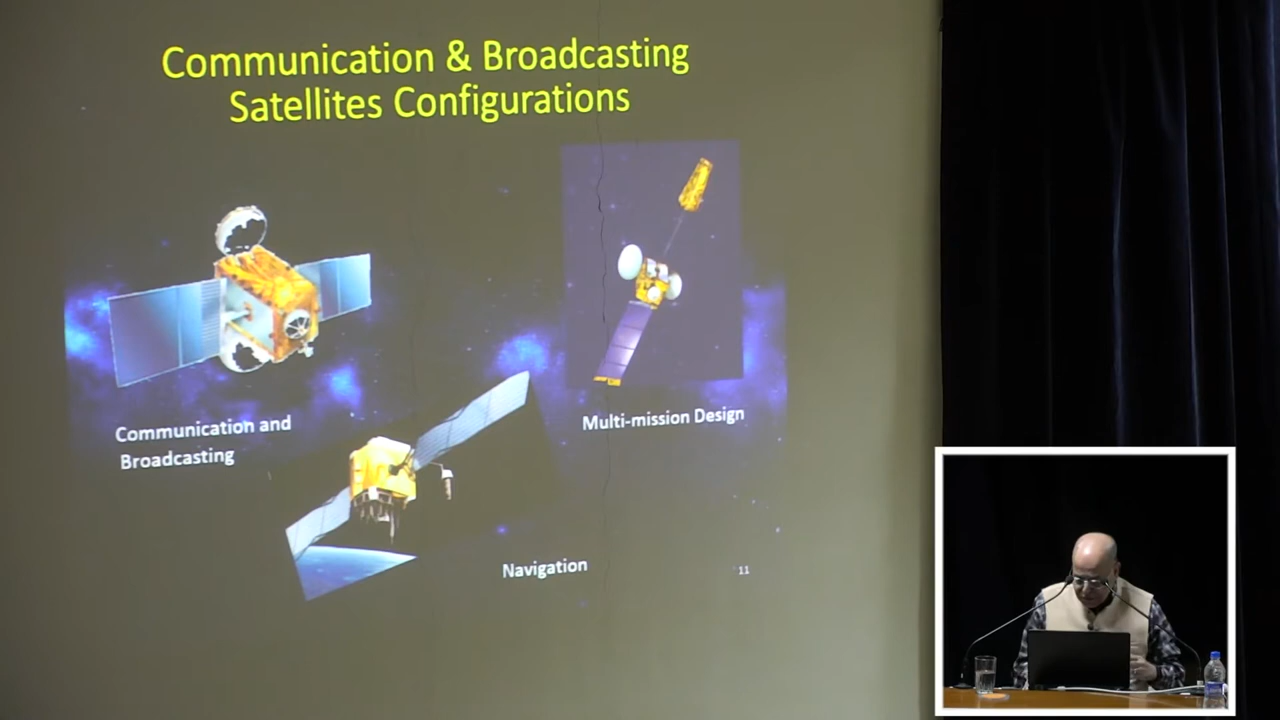 Communication & Broadcasting
Satellites Configurations
Communication and
Broadcasting
Multi-mission Design
Navigation
11